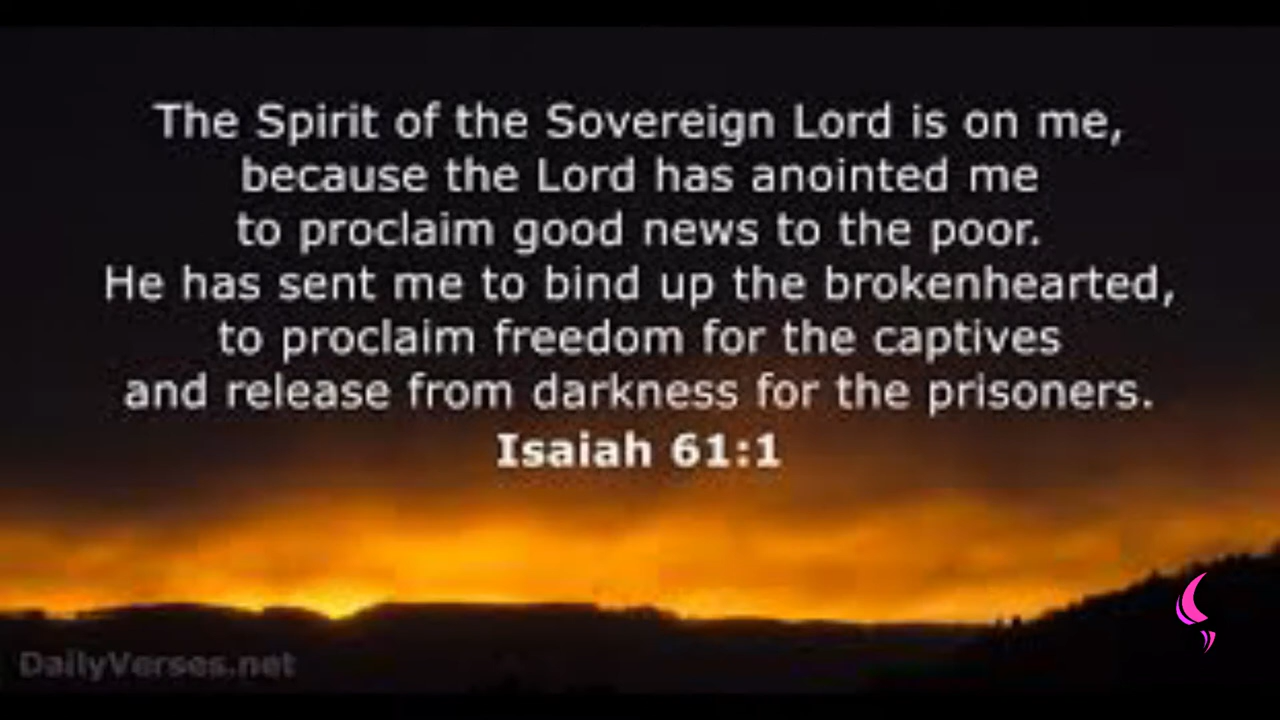 The Spirit of the Sovereign Lord is on me,
because the Lord has anointed me
to proclaim good news to the poor.
He has sent me to bind up the brokenhearted,
to proclaim freedom for the captives
and release from darkness for the prisoners.
Isaiah 61:1
DailyVerses.net